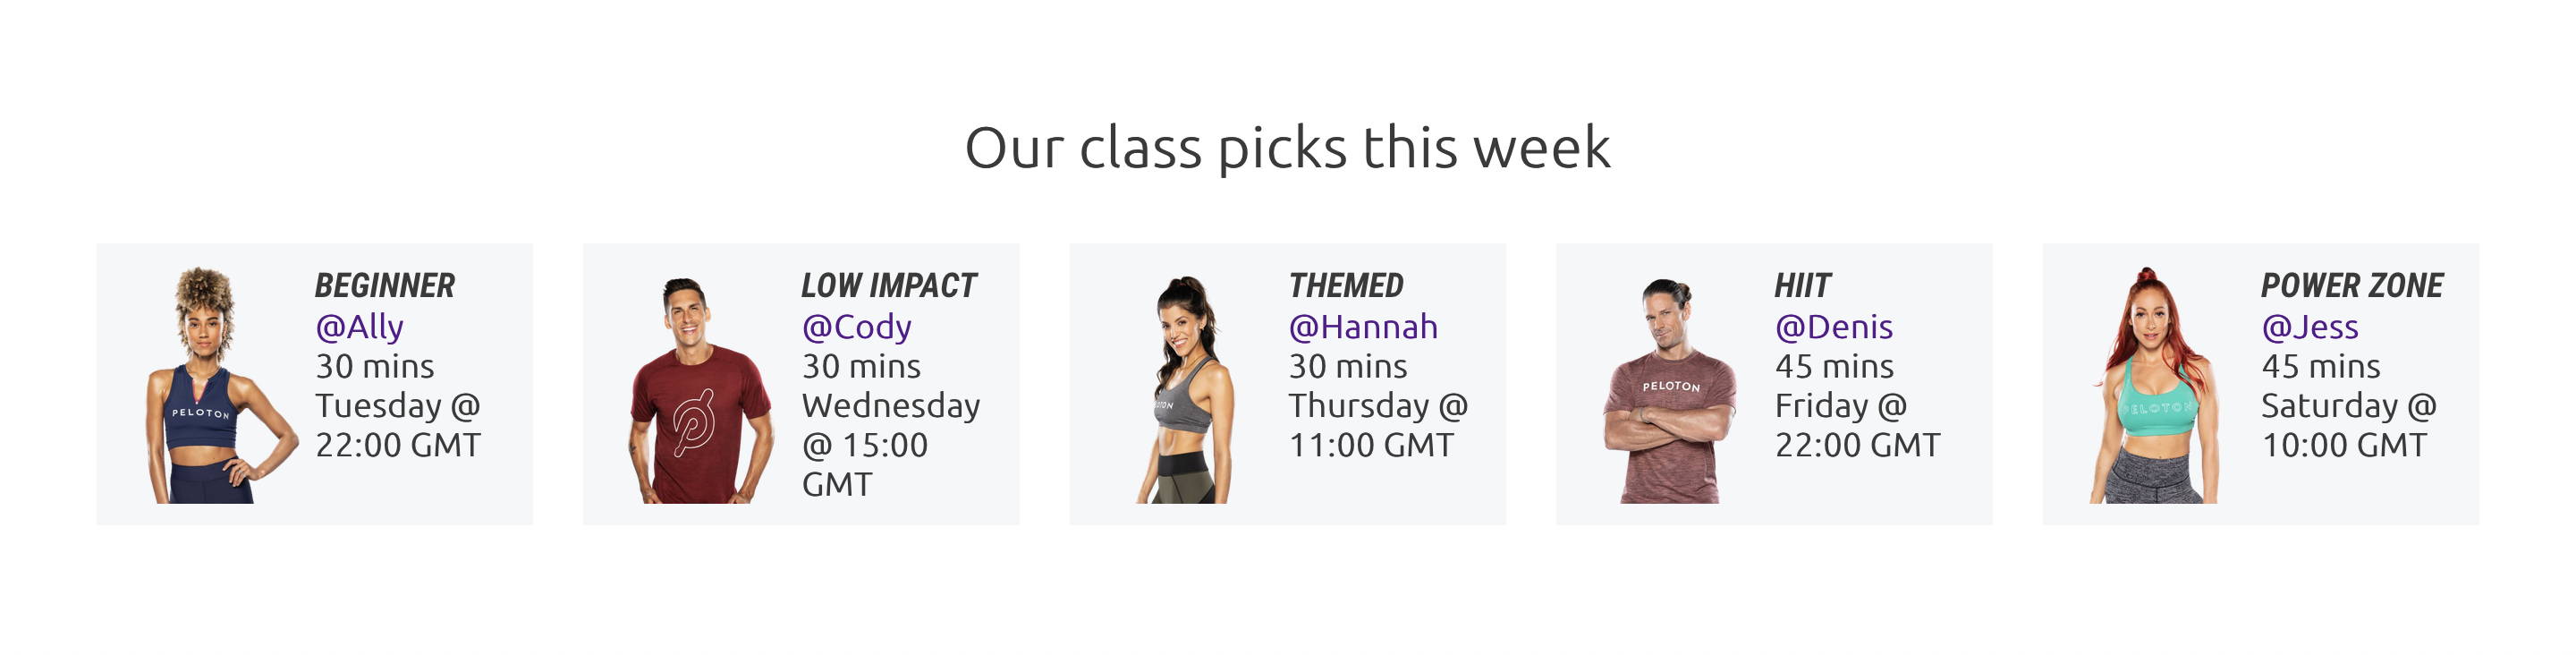 Our class picks this week
BEGINNER
@Ally
30 mins
Tuesday @
22:00 GMT
PELOTON
LOW IMPACT
@Cody
30 mins
Wednesday
@ 15:00
GMT
THEMED
@Hannah
30 mins
Thursday @
11:00 GMT
LOTON
HIIT
@Denis
45 mins
Friday @
22:00 GMT
PELOTON
POWER ZONE
@Jess
45 mins
Saturday @
10:00 GMT
PELOTON